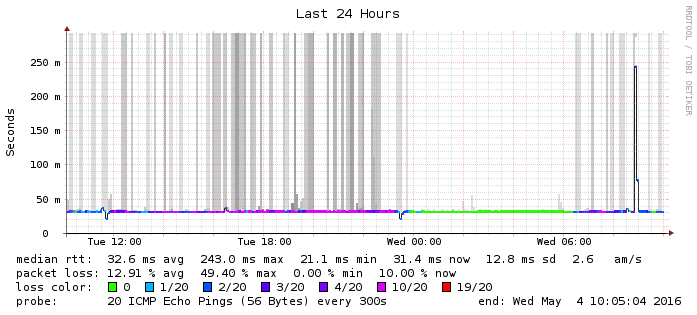 Last 24 Hours
RRDTOOL / TOBI OETIKER
Seconds
250 m
200 m
150 m
100 m
50 m
0
Tue 12:00 Tue 18:00 Wed 00:00 Wed 06:00
median rtt: 32.6 ms avg 243.0 ms max 21.1 ms min 31.4 ms now 12.8 ms sd 2.6 am/s
packet loss: 12.91 % avg 49.40 % max 0.00 % min 10.00 % now
loss color: 0 1/20 2/20 3/20 4/20 10/20 19/20
probe: 20 ICMP Echo Pings (56 Bytes) every 300s end: Wed May 4 10:05:04 2016